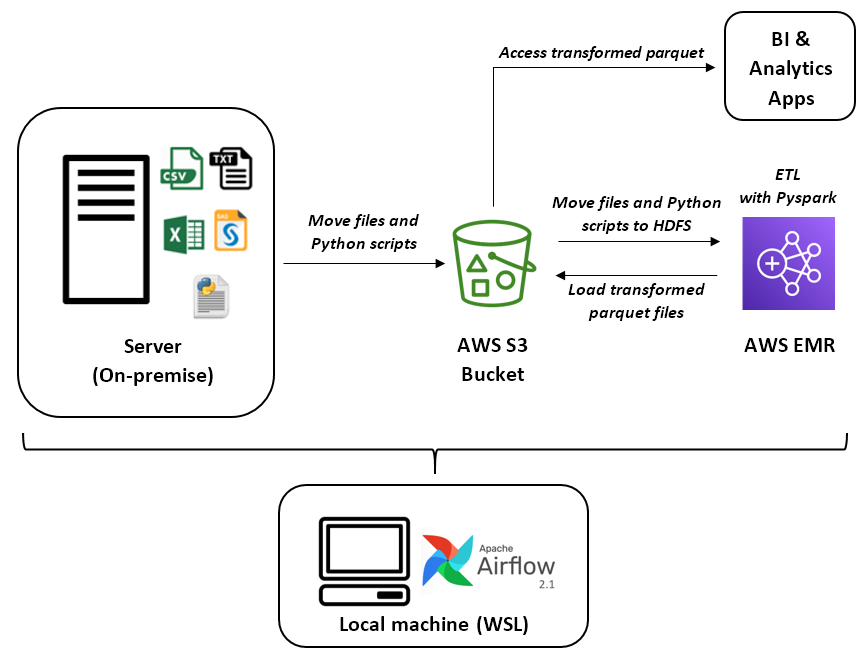 Access transformed parquet
BI &
Analytics
Apps
CSV
TXT
SAS
S
Server
(On-premise)
Move files and
Python scripts
AWS S3
Bucket
Move files and Python
scripts to HDFS
Load transformed
parquet files
ETL
with Pyspark
AWS EMR
Apache
Airflow
2.1
Local machine (WSL)